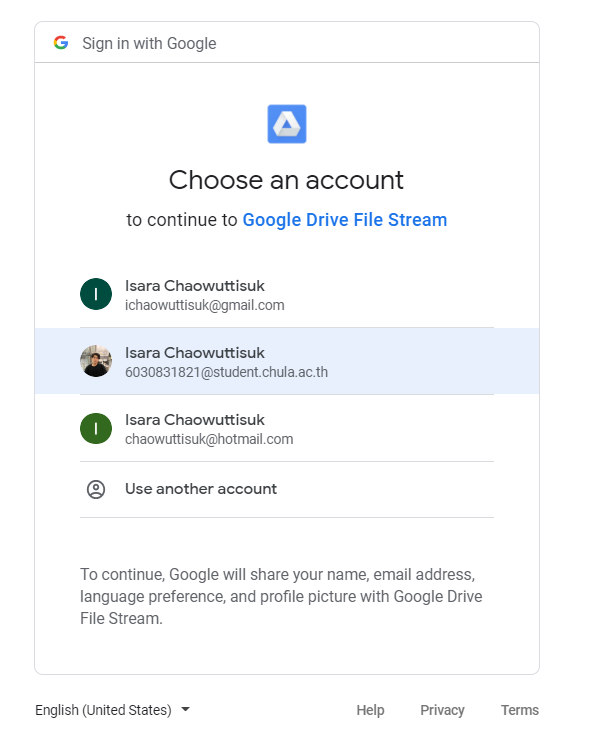 Sign in with Google
Choose an account
to continue to Google Drive File Stream
I
Isara Chaowuttisuk
ichaowuttisuk@gmail.com
Isara Chaowuttisuk
6030831821@student.chula.ac.th
I
Isara Chaowuttisuk
chaowuttisuk@hotmail.com
Use another account
To continue, Google will share your name, email address,
language preference, and profile picture with Google Drive
File Stream.
English (United States) Help Privacy Terms